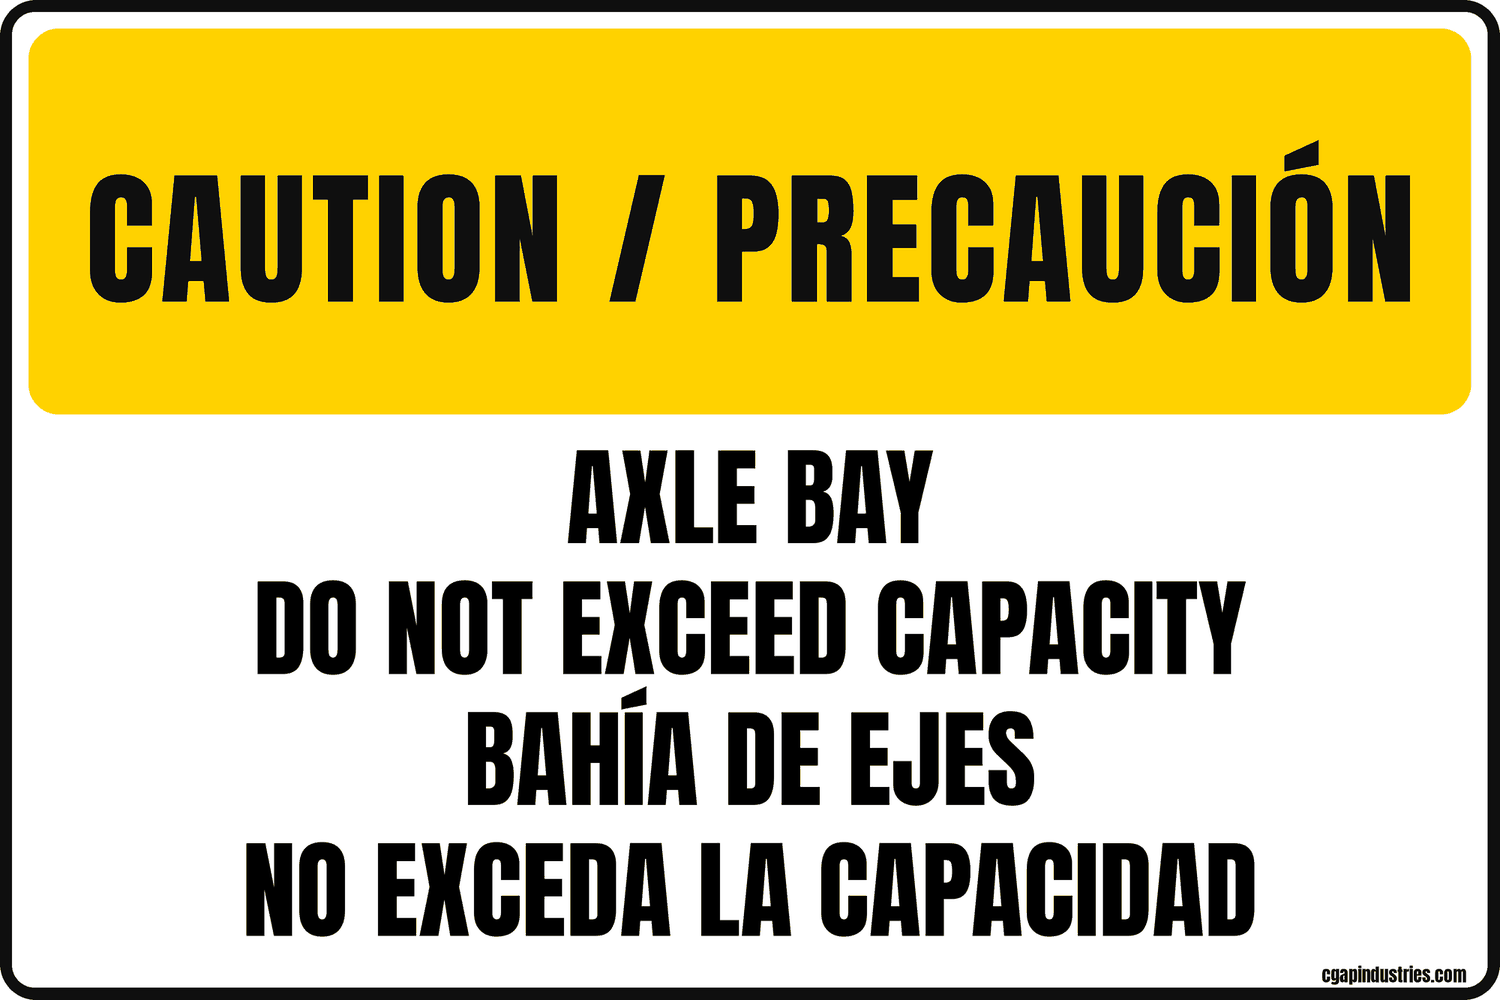 CAUTION / PRECAUCIÓN
AXLE BAY
DO NOT EXCEED CAPACITY
BAHÍA DE EJES
NO EXCEDA LA CAPACIDAD
cgapindustries.com